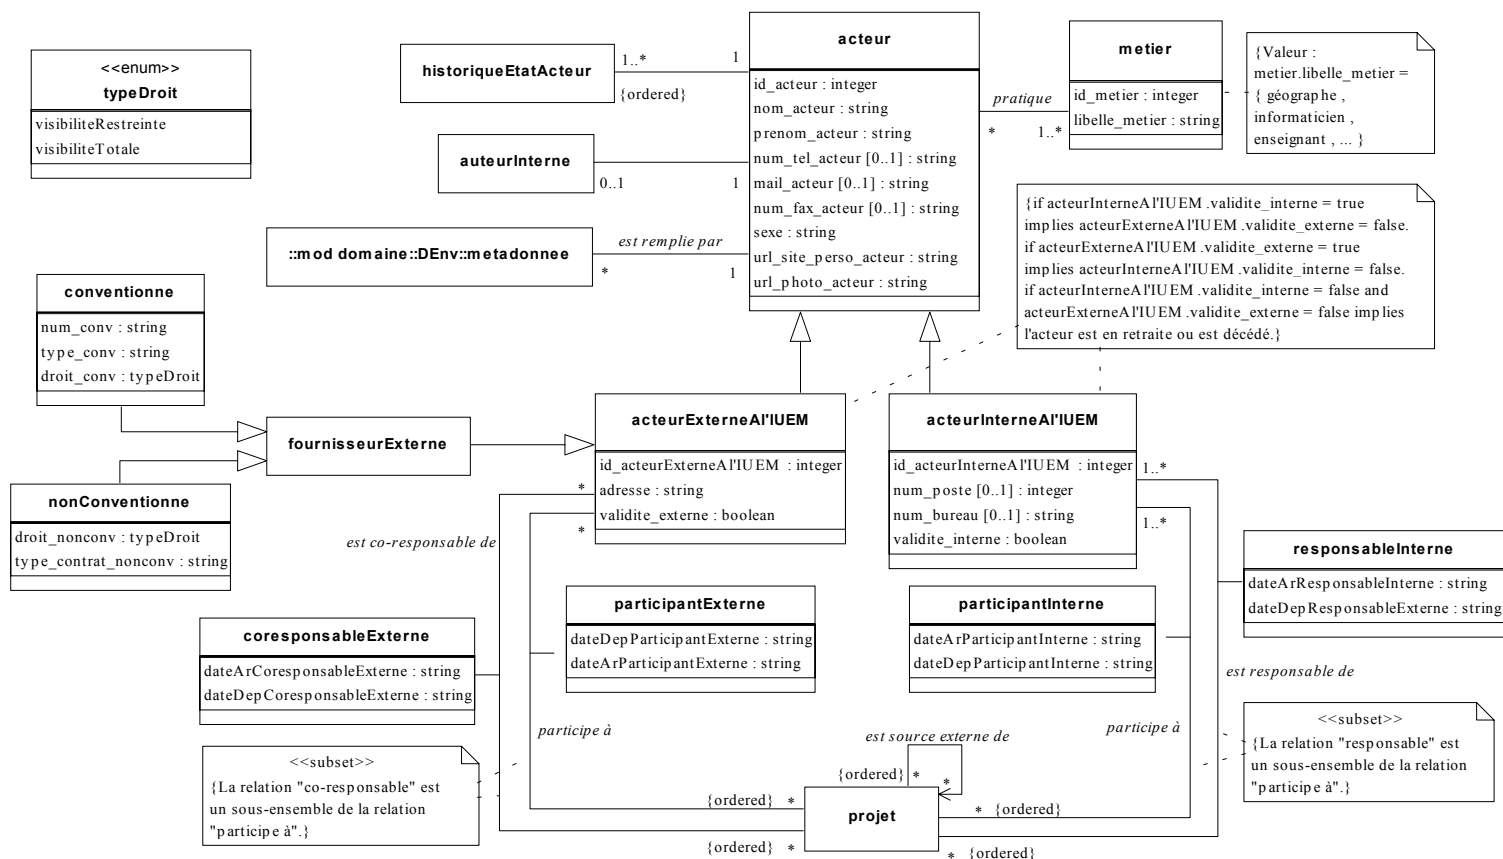 <<enum>>
typeDroit
visibiliteRestreinte
visibiliteTotale
historiqueEtatActeur
1..*
{ordered}
1
auteurInterne
0..1
1
::mod domaine::DEnv::metadonnee
est remplie par
*
1
acteur
id_acteur : integer
nom_acteur : string
prenom_acteur : string
num_tel_acteur [0..1] : string
mail_acteur [0..1] : string
num_fax_acteur [0..1] : string
sexe : string
url_site_perso_acteur : string
url_photo_acteur : string
pratique
*
1..*
metier
id_metier : integer
libelle_metier : string
{Valeur :
metier.libelle_metier =
{ géographe ,
informaticien ,
enseignant , ... }
{if acteurInterneAl'IUEM .validite_interne = true
implies acteurExterneAl'IUEM .validite_externe = false.
if acteurExterneAl'IUEM .validite_externe = true
implies acteurInterneAl'IUEM .validite_interne = false.
if acteurInterneAl'IUEM .validite_interne = false and
acteurExterneAl'IUEM .validite_externe = false implies
l'acteur est en retraite ou est décédé.}
conventionne
num_conv : string
type_conv : string
droit_conv : typeDroit
fournisseurExterne
nonConventionne
droit_nonconv : typeDroit
type_contrat_nonconv : string
acteurExterneAl'IUEM
id_acteurExterneAl'IUEM : integer
adresse : string
validite_externe : boolean
*
*
est co-responsable de
acteurInterneAl'IUEM
id_acteurInterneAl'IUEM : integer
num_poste [0..1] : integer
num_bureau [0..1] : string
validite_interne : boolean
1..*
1..*
responsableInterne
dateArResponsableInterne : string
dateDepResponsableExterne : string
participantExterne
dateDepParticipantExterne : string
dateArParticipantExterne : string
participantInterne
dateArParticipantInterne : string
dateDepParticipantInterne : string
coresponsableExterne
dateArCoresponsableExterne : string
dateDepCoresponsableExterne : string
est responsable de
participe à
est source externe de
participe à
<<subset>>
{La relation "co-responsable" est
un sous-ensemble de la relation
"participe à".}
<<subset>>
{La relation "responsable" est
un sous-ensemble de la relation
"participe à".}
{ordered} *
*
{ordered} *
projet
* {ordered}
{ordered} *
* {ordered}